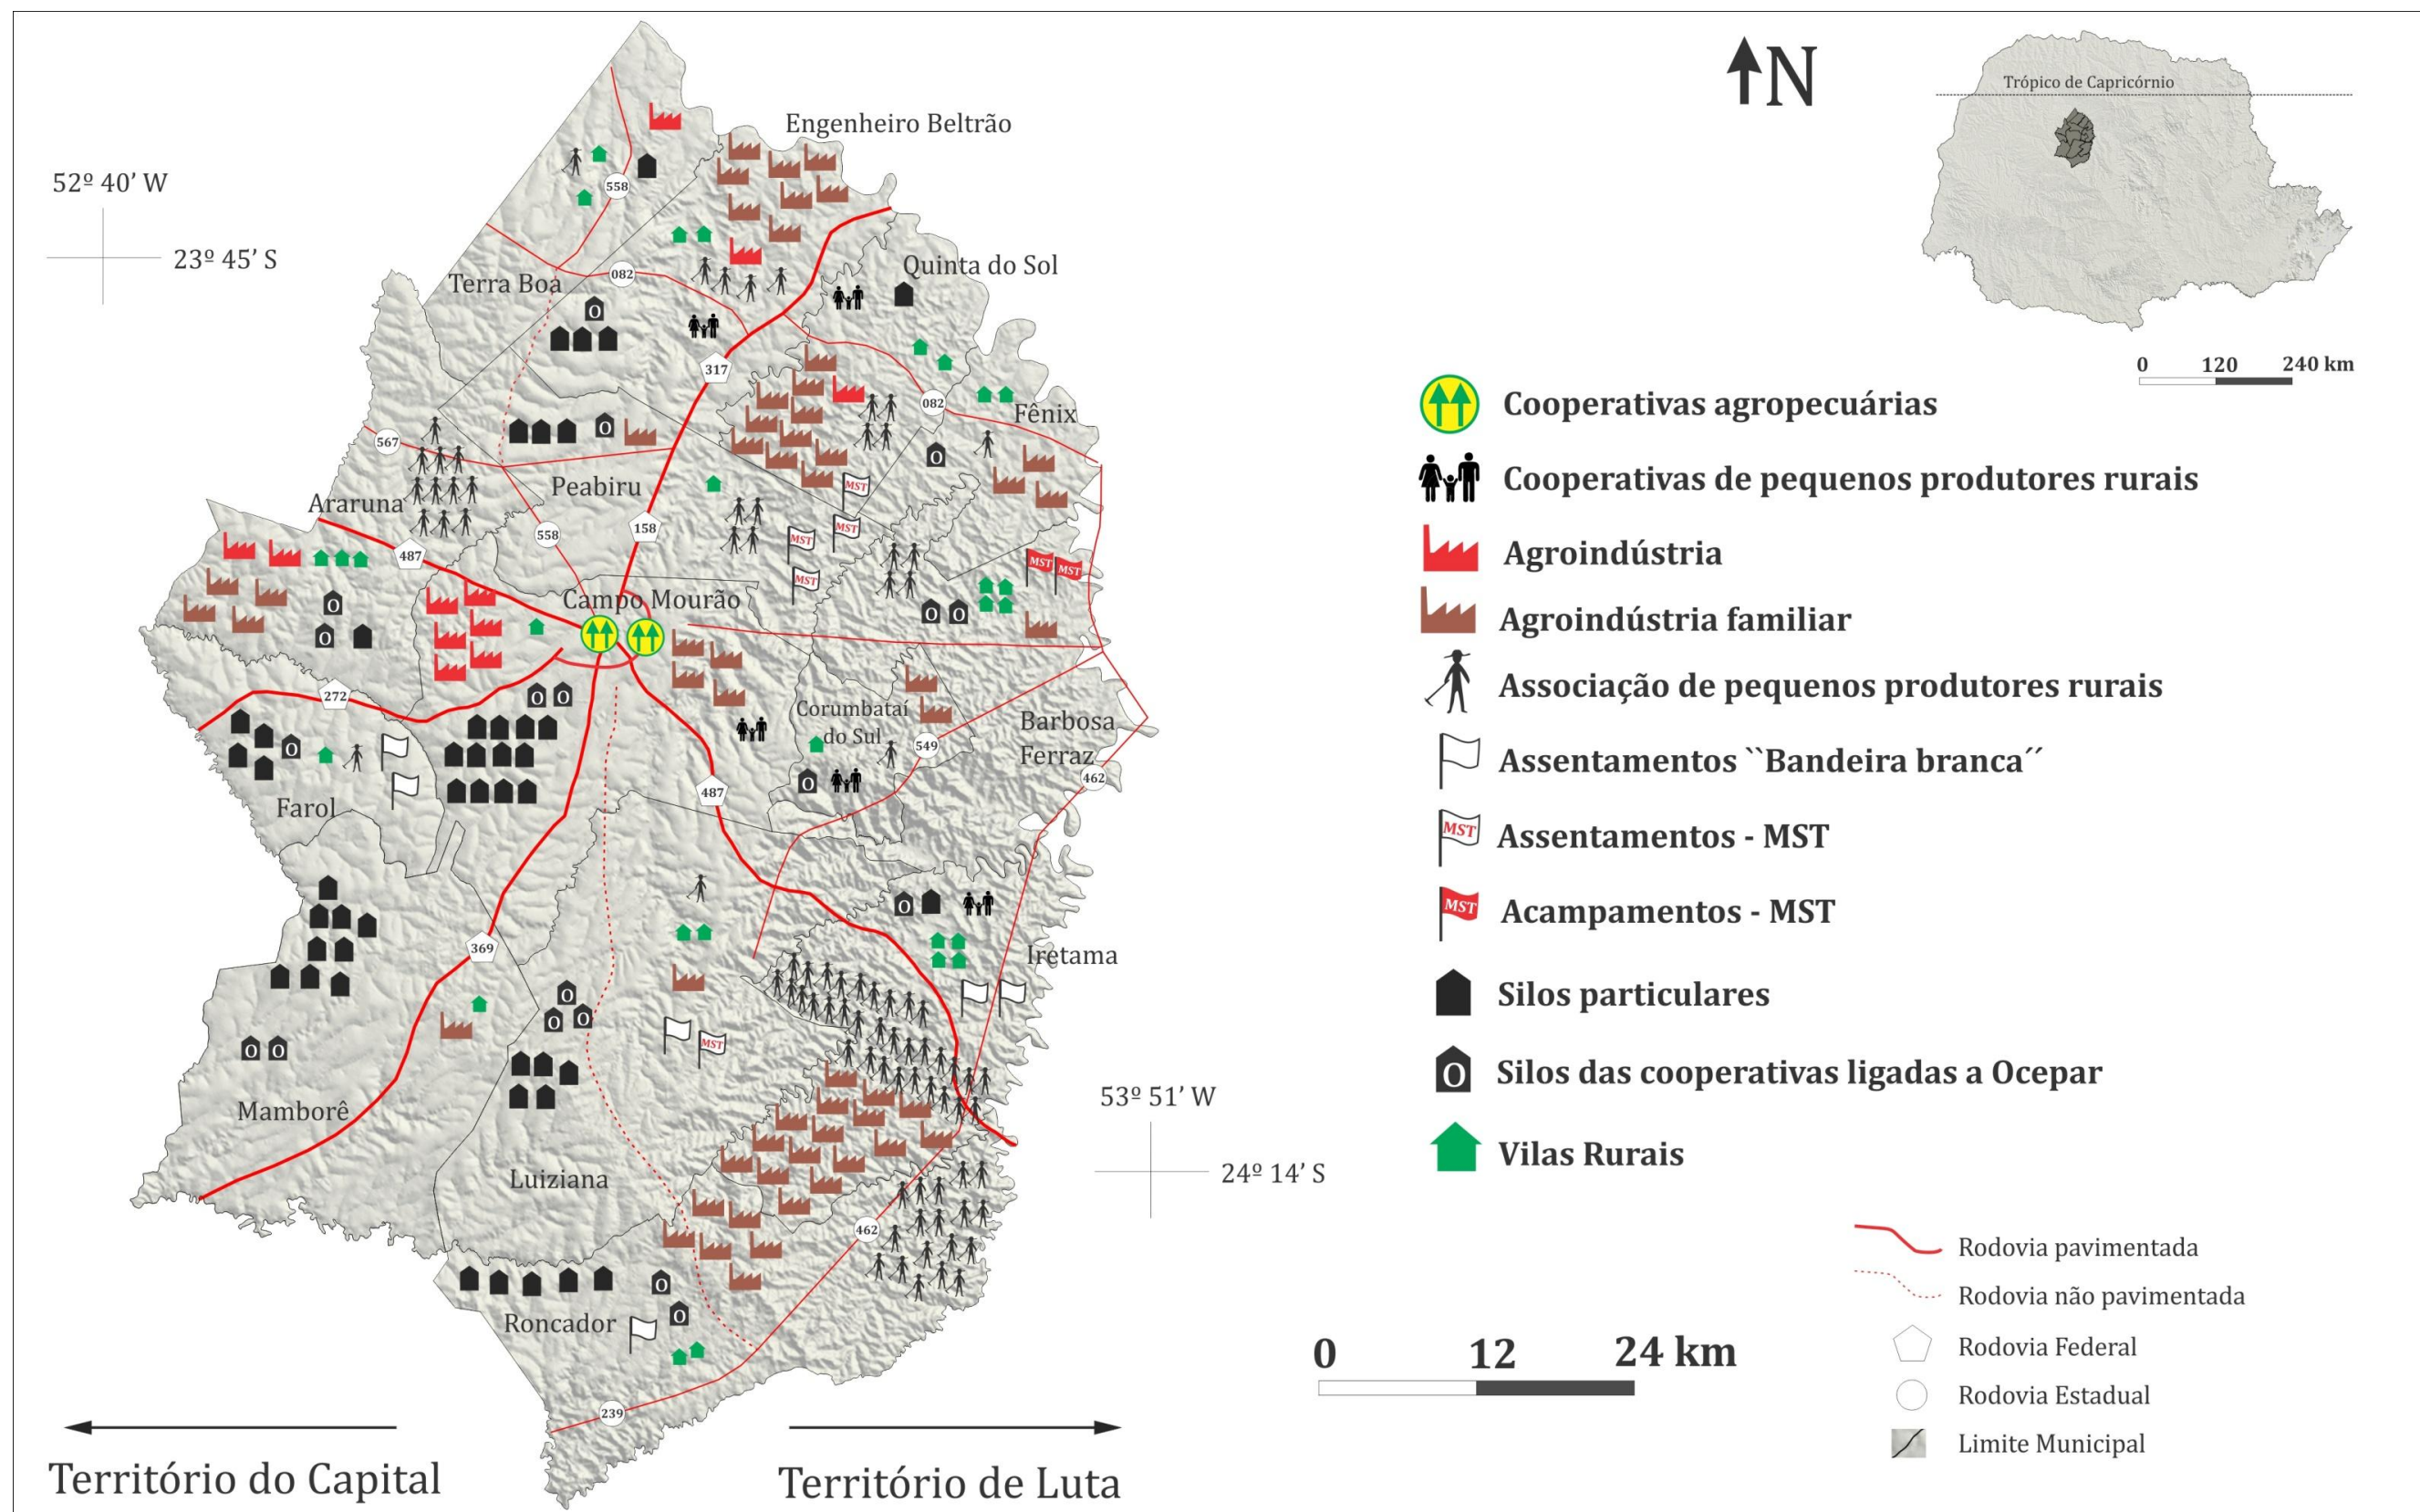 Engenheiro Beltrão
52º 40’ W
558
23º 45’ S
Terra Boa
082
Quinta do Sol
317
082
Fênix
567
MST
Peabiru
Araruna
158
558
MST
MST
487
MST
MST
MST
Campo Mourão
O
O
O
O
O
O
O
O
272
O
O
Corumbataí
do Sul
Barbosa
Ferraz
549
O
O
462
487
Farol
O
369
Iretama
O
O
O
MST
O
O
Mamborê
53º 51’ W
24º 14’ S
Luiziana
462
O
O
Roncador
239
Território do Capital
Território de Luta
N
Trópico de Capricórnio
0 120 240 km
Cooperativas agropecuárias
Cooperativas de pequenos produtores rurais
Agroindústria
Agroindústria familiar
Associação de pequenos produtores rurais
Assentamentos ``Bandeira branca´´
MST Assentamentos - MST
MST Acampamentos - MST
Silos particulares
O Silos das cooperativas ligadas a Ocepar
Vilas Rurais
0 12 24 km
Rodovia pavimentada
Rodovia não pavimentada
Rodovia Federal
Rodovia Estadual
Limite Municipal